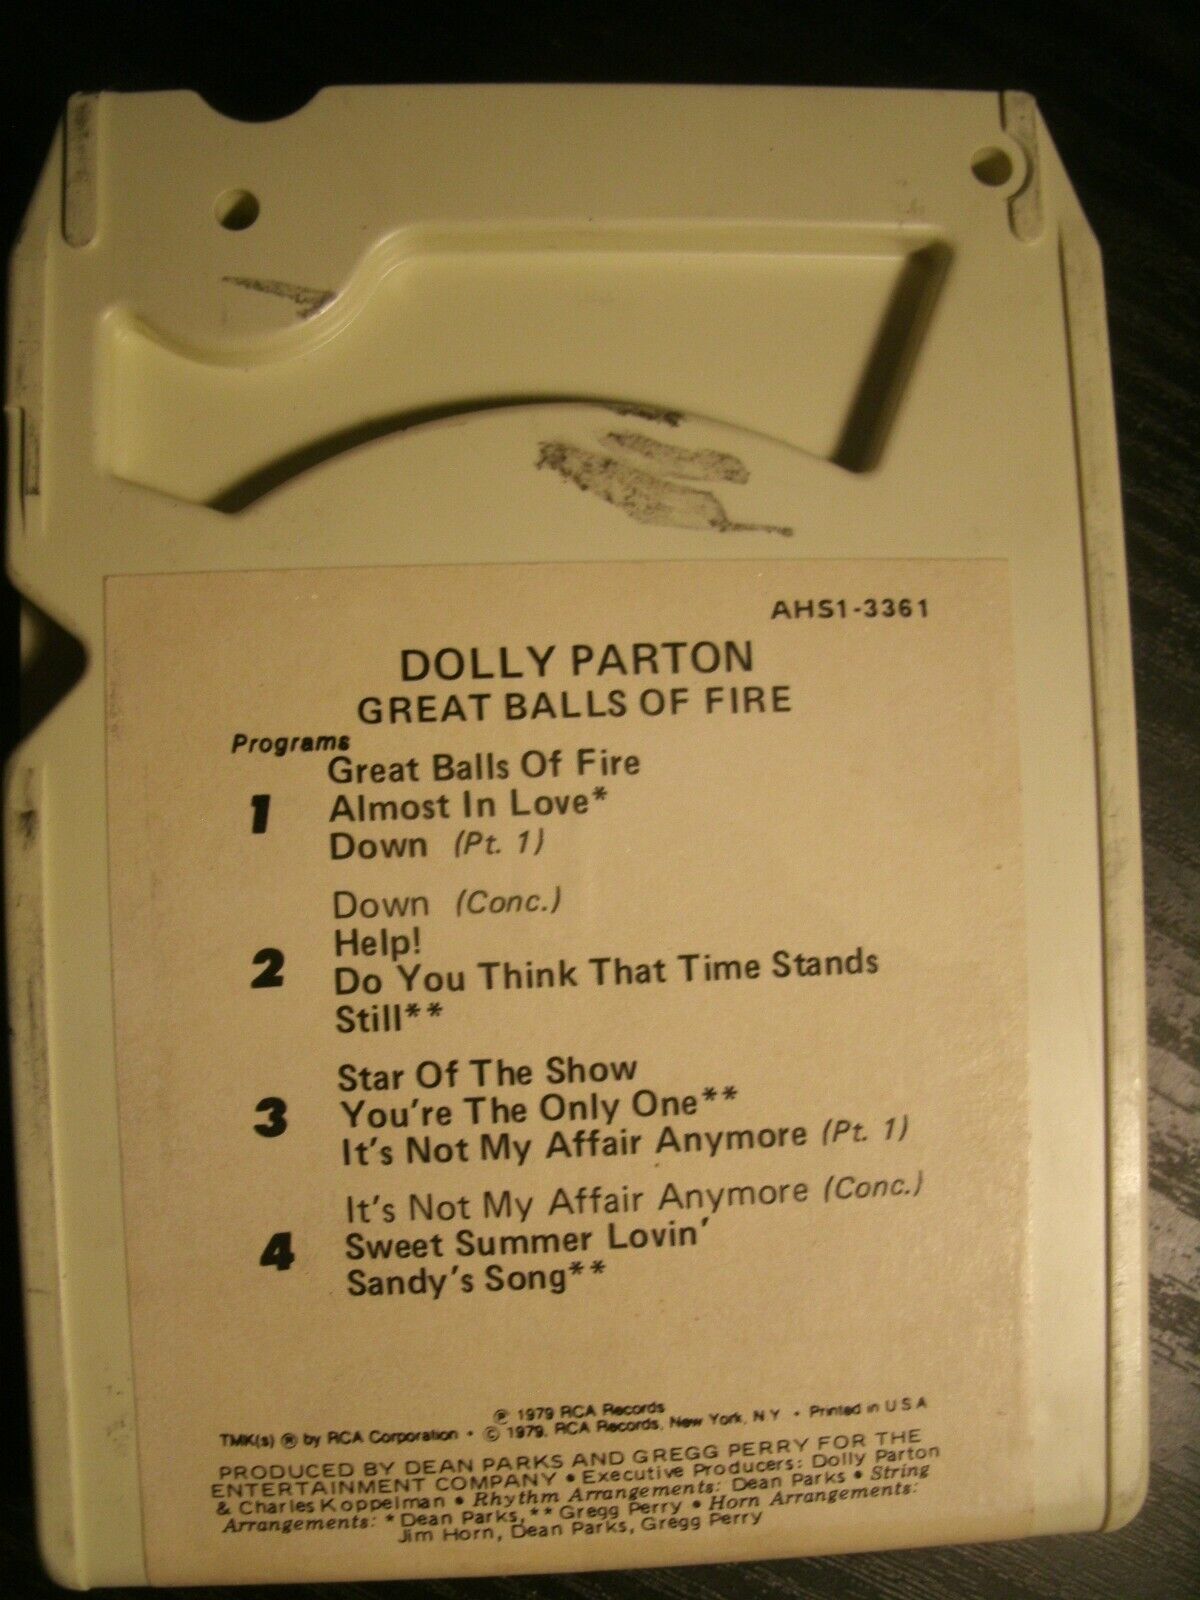 AHS1-3361
DOLLY PARTON
GREAT BALLS OF FIRE
Programs
Great Balls Of Fire
1 Almost In Love*
Down (Pt. 1)
Down (Conc.)
Help!
2 Do You Think That Time Stands
Still**
Star Of The Show
3 You're The Only One**
It's Not My Affair Anymore (Pt. 1)
It's Not My Affair Anymore (Conc.)
4 Sweet Summer Lovin'
Sandy's Song**
℗ 1979 RCA Records
TMK(s) ® by RCA Corporation • © 1979, RCA Records, New York, N Y • Printed in U S A
PRODUCED BY DEAN PARKS AND GREGG PERRY FOR THE
ENTERTAINMENT COMPANY • Executive Producers: Dolly Parton
& Charles Koppelman • Rhythm Arrangements: Dean Parks • String
Arrangements: * Dean Parks, ** Gregg Perry • Horn Arrangements:
Jim Horn, Dean Parks, Gregg Perry